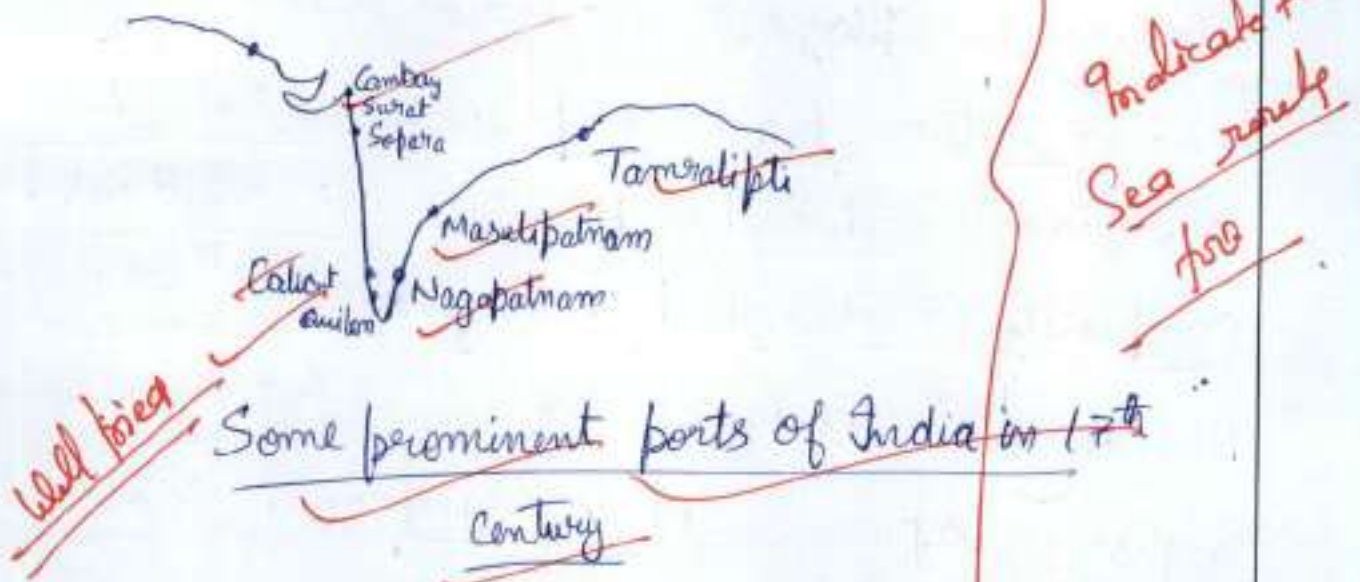 Cambay
Surat
Sopara
Tamralipti
Masulipatnam
Calicut
Nagapatnam
Quilon
Some prominent ports of India in 17th
Century
Well tried
Indicate
Sea
for